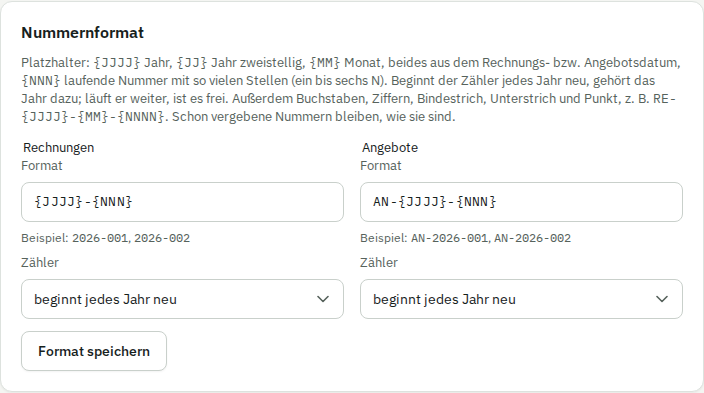 Nummernformat
Platzhalter: {JJJJ} Jahr, {JJ} Jahr zweistellig, {MM} Monat, beides aus dem Rechnungs- bzw. Angebotsdatum,
{NNN} laufende Nummer mit so vielen Stellen (ein bis sechs N). Beginnt der Zähler jedes Jahr neu, gehört das
Jahr dazu; läuft er weiter, ist es frei. Außerdem Buchstaben, Ziffern, Bindestrich, Unterstrich und Punkt, z. B. RE-
{JJJJ}-{MM}-{NNNN}. Schon vergebene Nummern bleiben, wie sie sind.
Rechnungen
Format
{JJJJ}-{NNN}
Beispiel: 2026-001, 2026-002
Zähler
beginnt jedes Jahr neu
Angebote
Format
AN-{JJJJ}-{NNN}
Beispiel: AN-2026-001, AN-2026-002
Zähler
beginnt jedes Jahr neu
Format speichern